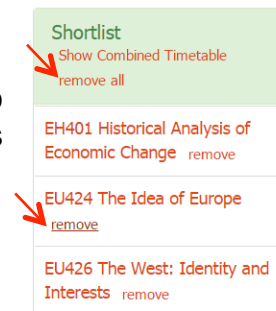 Shortlist
Show Combined Timetable
remove all
EH401 Historical Analysis of
Economic Change remove
EU424 The Idea of Europe
remove
EU426 The West: Identity and
Interests remove